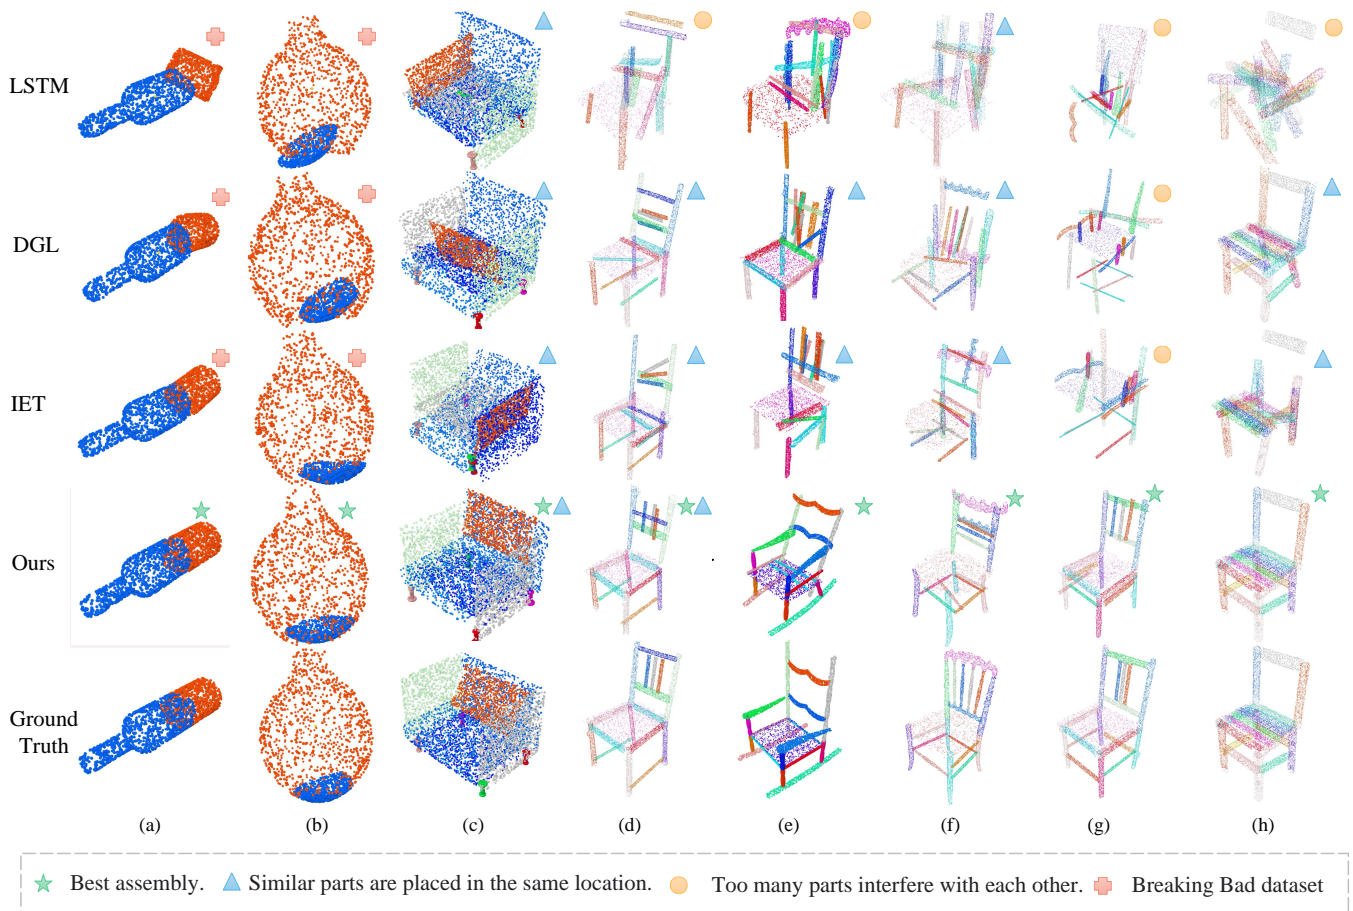 LSTM
DGL
IET
Ours
Ground
Truth
(a) (b) (c) (d) (e) (f) (g) (h)
Best assembly. Similar parts are placed in the same location. Too many parts interfere with each other. Breaking Bad dataset